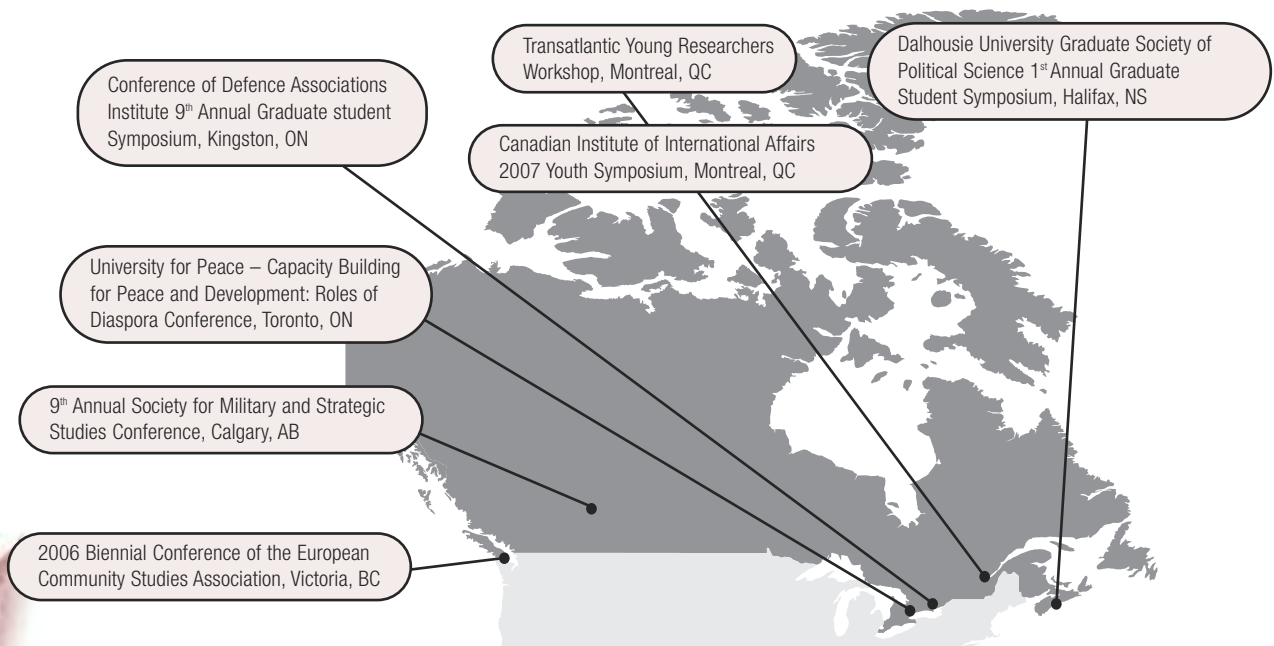 Transatlantic Young Researchers
Workshop, Montreal, QC
Dalhousie University Graduate Society of
Political Science 1st Annual Graduate
Student Symposium, Halifax, NS
Conference of Defence Associations
Institute 9th Annual Graduate student
Symposium, Kingston, ON
Canadian Institute of International Affairs
2007 Youth Symposium, Montreal, QC
University for Peace – Capacity Building
for Peace and Development: Roles of
Diaspora Conference, Toronto, ON
9th Annual Society for Military and Strategic
Studies Conference, Calgary, AB
2006 Biennial Conference of the European
Community Studies Association, Victoria, BC